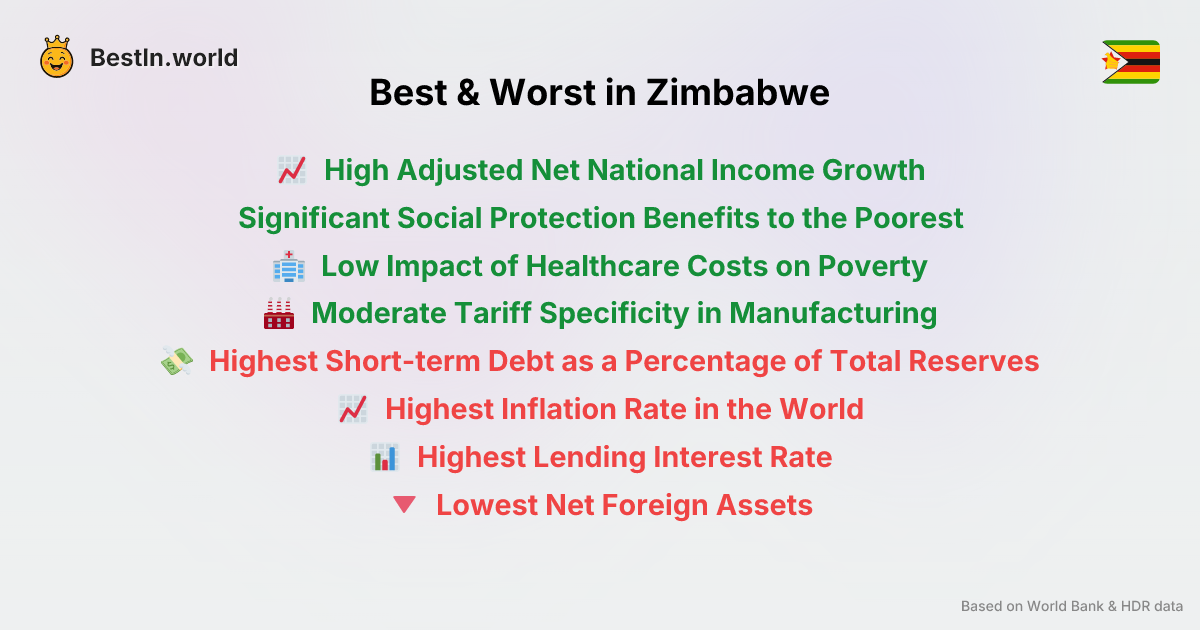 BestIn.world
Best & Worst in Zimbabwe
High Adjusted Net National Income Growth
Significant Social Protection Benefits to the Poorest
Low Impact of Healthcare Costs on Poverty
Moderate Tariff Specificity in Manufacturing
Highest Short-term Debt as a Percentage of Total Reserves
Highest Inflation Rate in the World
Highest Lending Interest Rate
Lowest Net Foreign Assets
Based on World Bank & HDR data